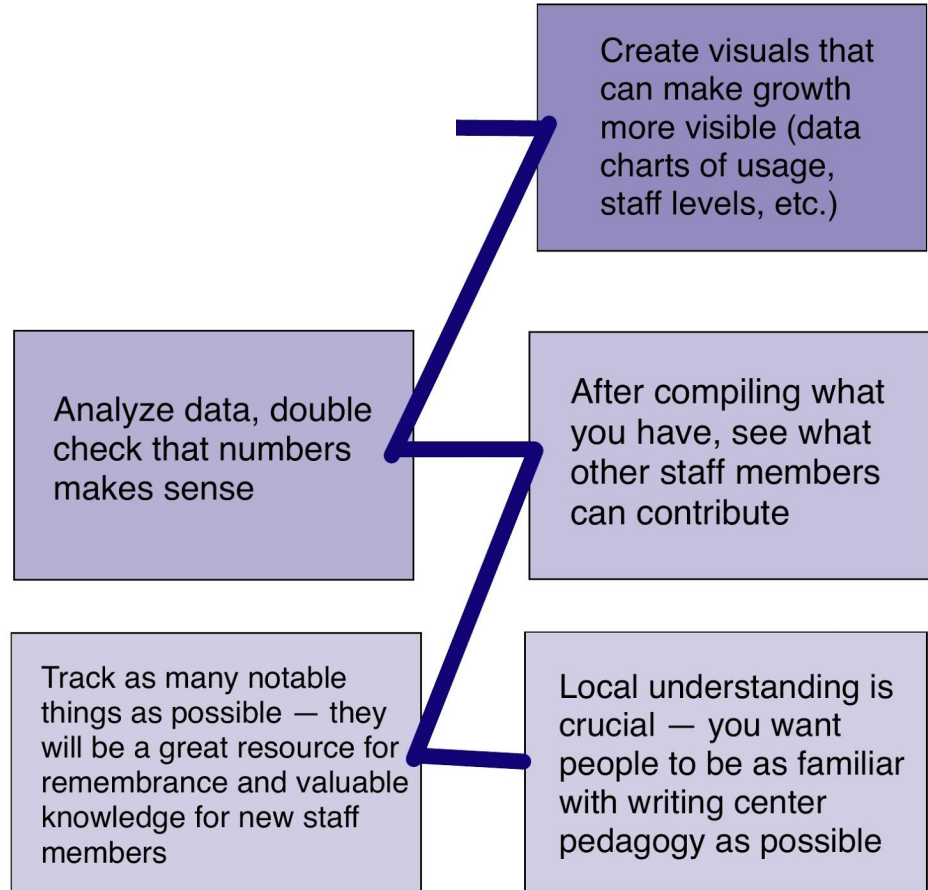 Create visuals that
can make growth
more visible (data
charts of usage,
staff levels, etc.)
Analyze data, double
check that numbers
makes sense
After compiling what
you have, see what
other staff members
can contribute
Track as many notable
things as possible — they
will be a great resource for
remembrance and valuable
knowledge for new staff
members
Local understanding is
crucial — you want
people to be as familiar
with writing center
pedagogy as possible